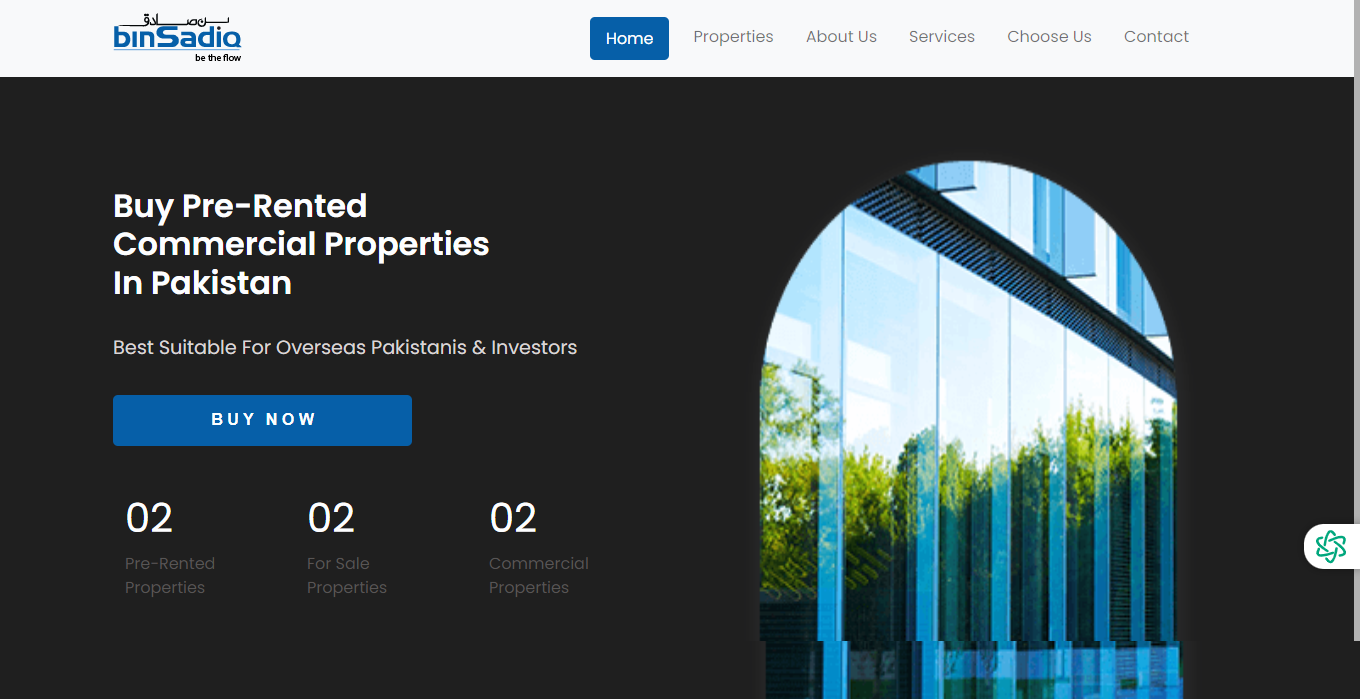 بن صادق
binSadiq
be the flow
Home
Properties
About Us
Services
Choose Us
Contact
Buy Pre-Rented
Commercial Properties
In Pakistan
Best Suitable For Overseas Pakistanis & Investors
BUY NOW
02
02
02
Pre-Rented
Properties
For Sale
Properties
Commercial
Properties